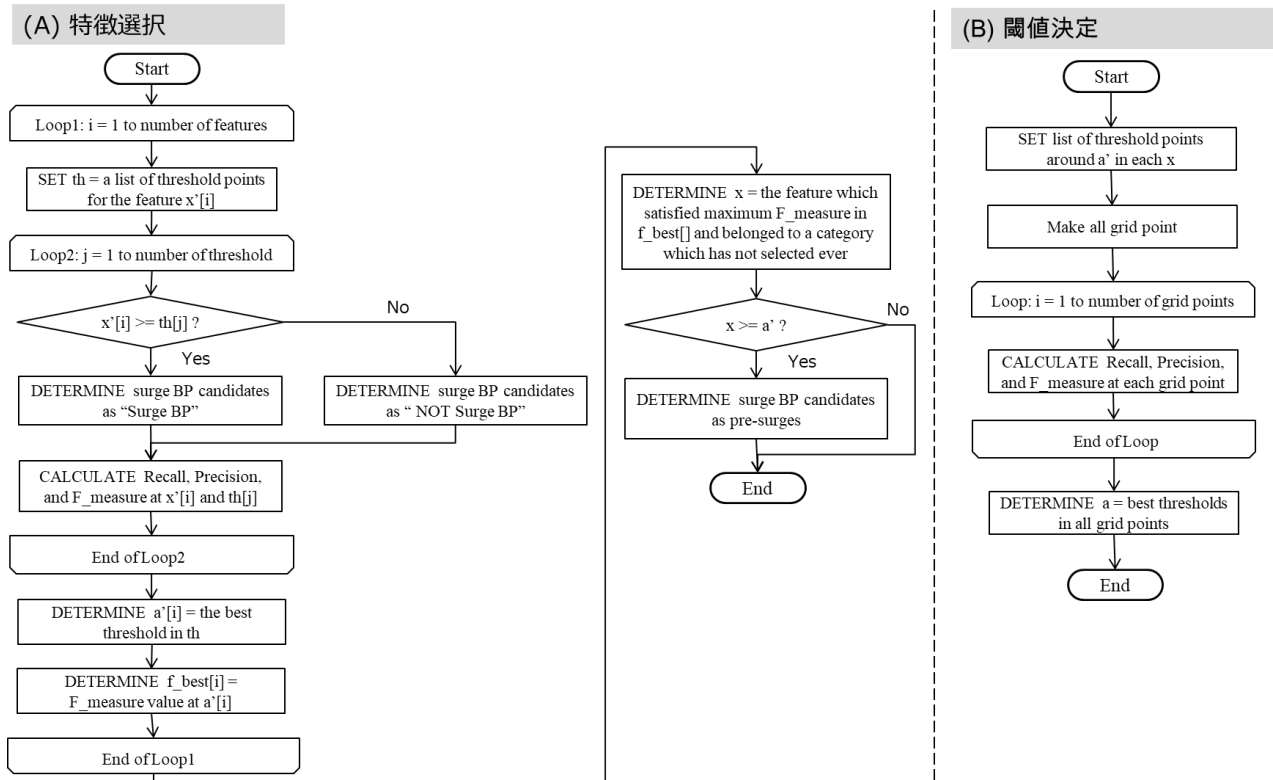 (A) 特徴選択
Start
Loop1: i = 1 to number of features
SET th = a list of threshold points
for the feature x’[i]
Loop2: j = 1 to number of threshold
x’[i] >= th[j] ?
No
Yes
DETERMINE surge BP candidates
as “Surge BP”
DETERMINE surge BP candidates
as “ NOT Surge BP”
CALCULATE Recall, Precision,
and F_measure at x’[i] and th[j]
End of Loop2
DETERMINE a’[i] = the best
threshold in th
DETERMINE f_best[i] =
F_measure value at a’[i]
End of Loop1
DETERMINE x = the feature which
satisfied maximum F_measure in
f_best[] and belonged to a category
which has not selected ever
x >= a’ ?
No
Yes
DETERMINE surge BP candidates
as pre-surges
End
(B) 閾値決定
Start
SET list of threshold points
around a’ in each x
Make all grid point
Loop: i = 1 to number of grid points
CALCULATE Recall, Precision,
and F_measure at each grid point
End of Loop
DETERMINE a = best thresholds
in all grid points
End